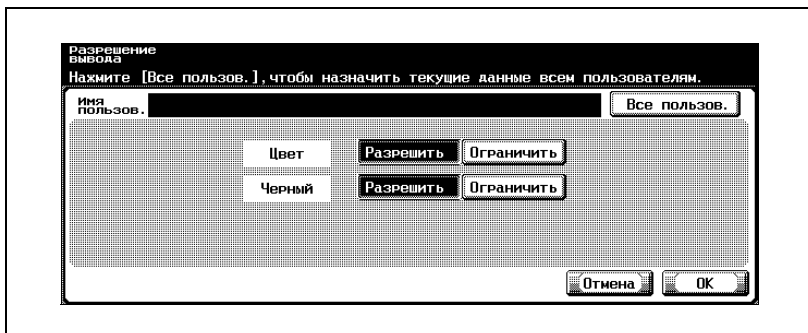 Разрешение
вывода
Нажмите [Все пользов.],чтобы назначить текущие данные всем пользователям.
Имя
пользов.
Все пользов.
Цвет Разрешить Ограничить
Черный Разрешить Ограничить
Отмена OK